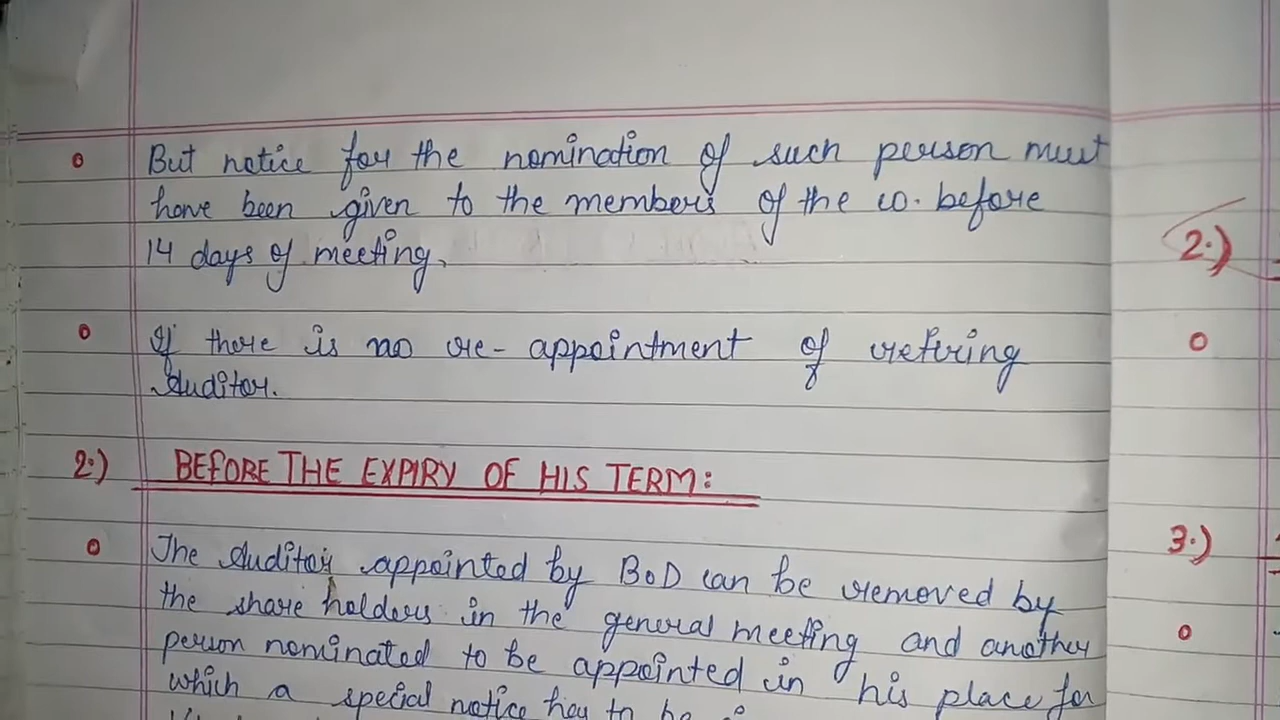 o But notice for the nomination of such person must
have been given to the members of the co. before
14 days of meeting.
o If there is no re-appointment of retiring
Auditor.
2.) BEFORE THE EXPIRY OF HIS TERM:
o The Auditor appointed by BoD can be removed by
the share holders in the general meeting and another
person nominated to be appointed in his place for
which a special notice has to be
2.)
o
3.)
o